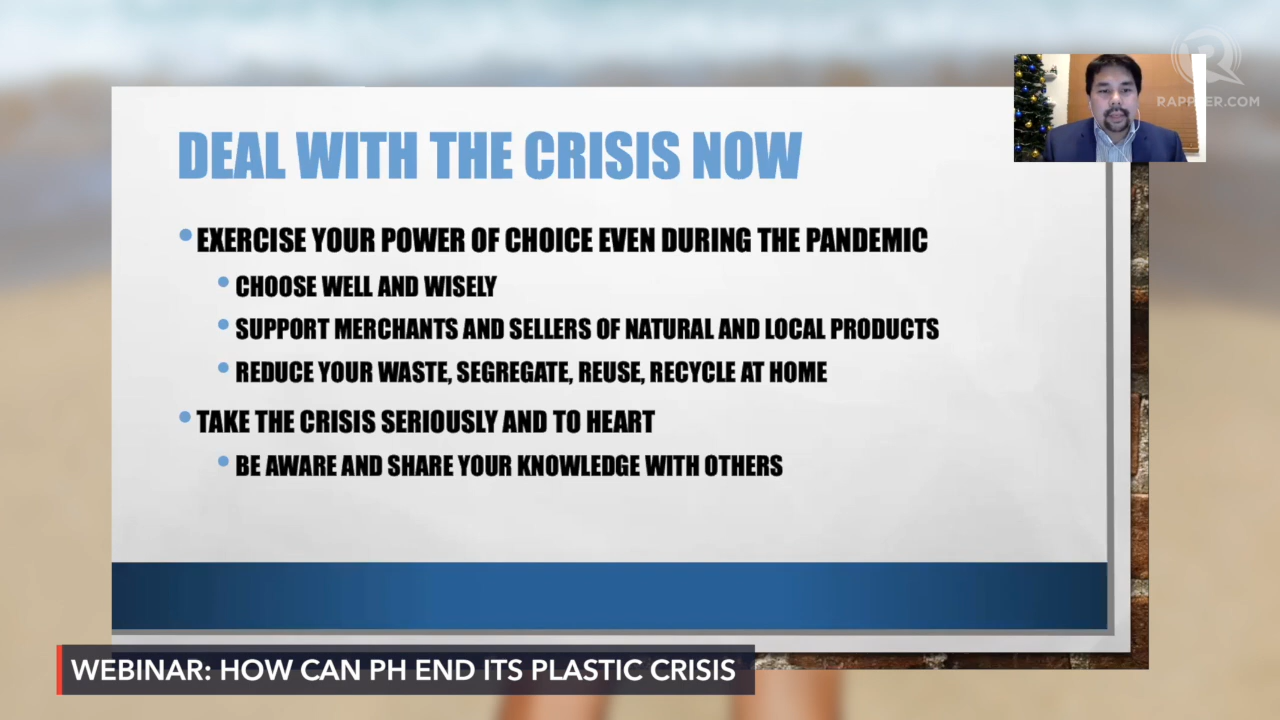 RAPPLER.COM
DEAL WITH THE CRISIS NOW
EXERCISE YOUR POWER OF CHOICE EVEN DURING THE PANDEMIC
CHOOSE WELL AND WISELY
SUPPORT MERCHANTS AND SELLERS OF NATURAL AND LOCAL PRODUCTS
REDUCE YOUR WASTE, SEGREGATE, REUSE, RECYCLE AT HOME
TAKE THE CRISIS SERIOUSLY AND TO HEART
BE AWARE AND SHARE YOUR KNOWLEDGE WITH OTHERS
WEBINAR: HOW CAN PH END ITS PLASTIC CRISIS